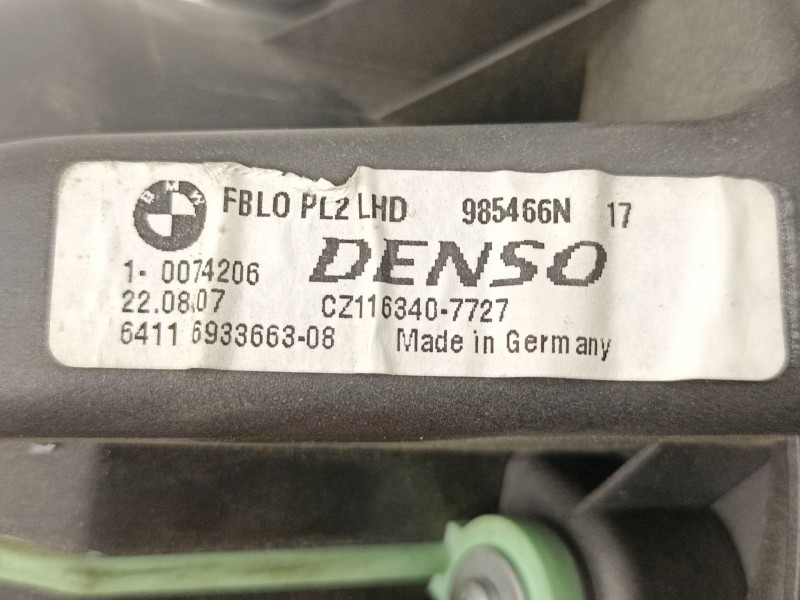 BMW FBLO PL2 LHD 985466N 17
DENSO
1- 0074206
22.08.07 CZ116340-7727
6411 6933663-08 Made in Germany